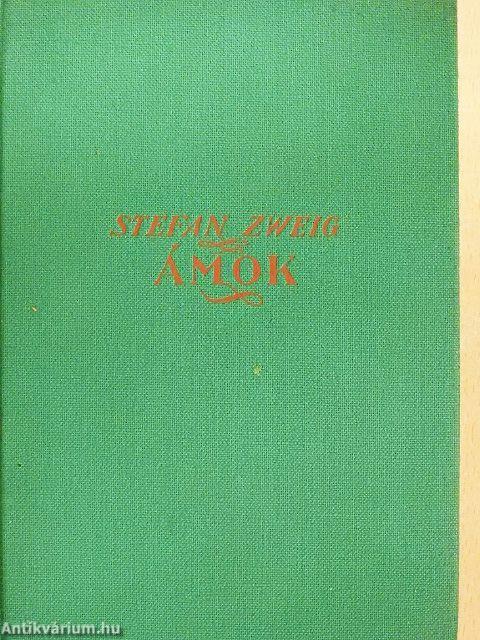 STEFAN ZWEIG
ÁMOK
Antikvárium.hu